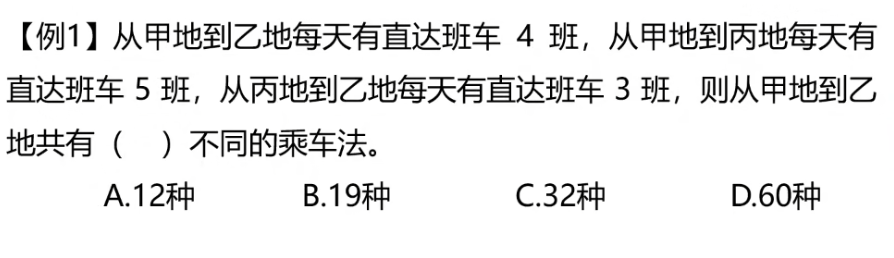 【例1】从甲地到乙地每天有直达班车 4 班，从甲地到丙地每天有
直达班车 5 班，从丙地到乙地每天有直达班车 3 班，则从甲地到乙
地共有（ ）不同的乘车法。
A.12种 B.19种 C.32种 D.60种